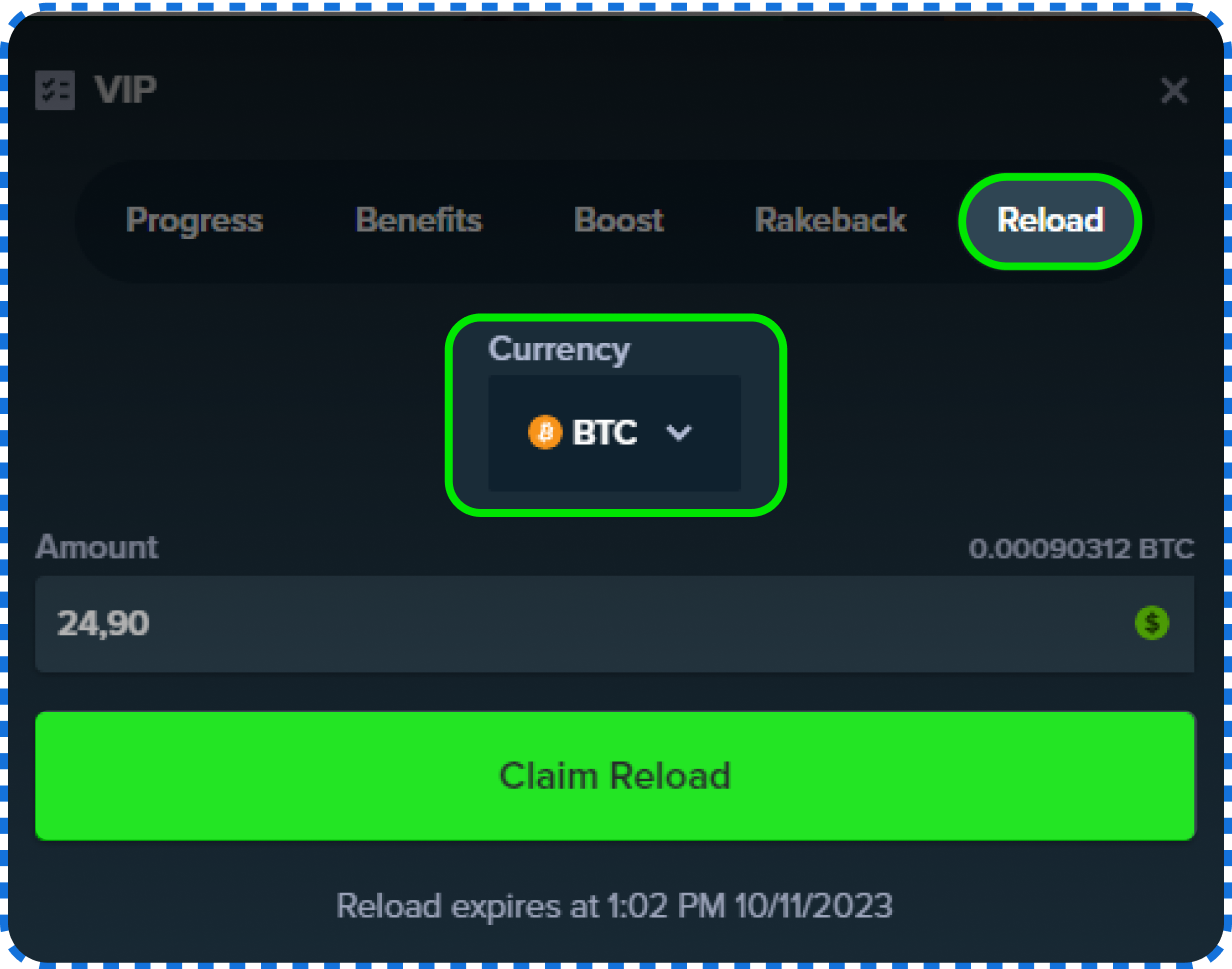 VIP
Progress Benefits Boost Rakeback Reload
Currency
BTC
Amount 0.00090312 BTC
24,90 $
Claim Reload
Reload expires at 1:02 PM 10/11/2023